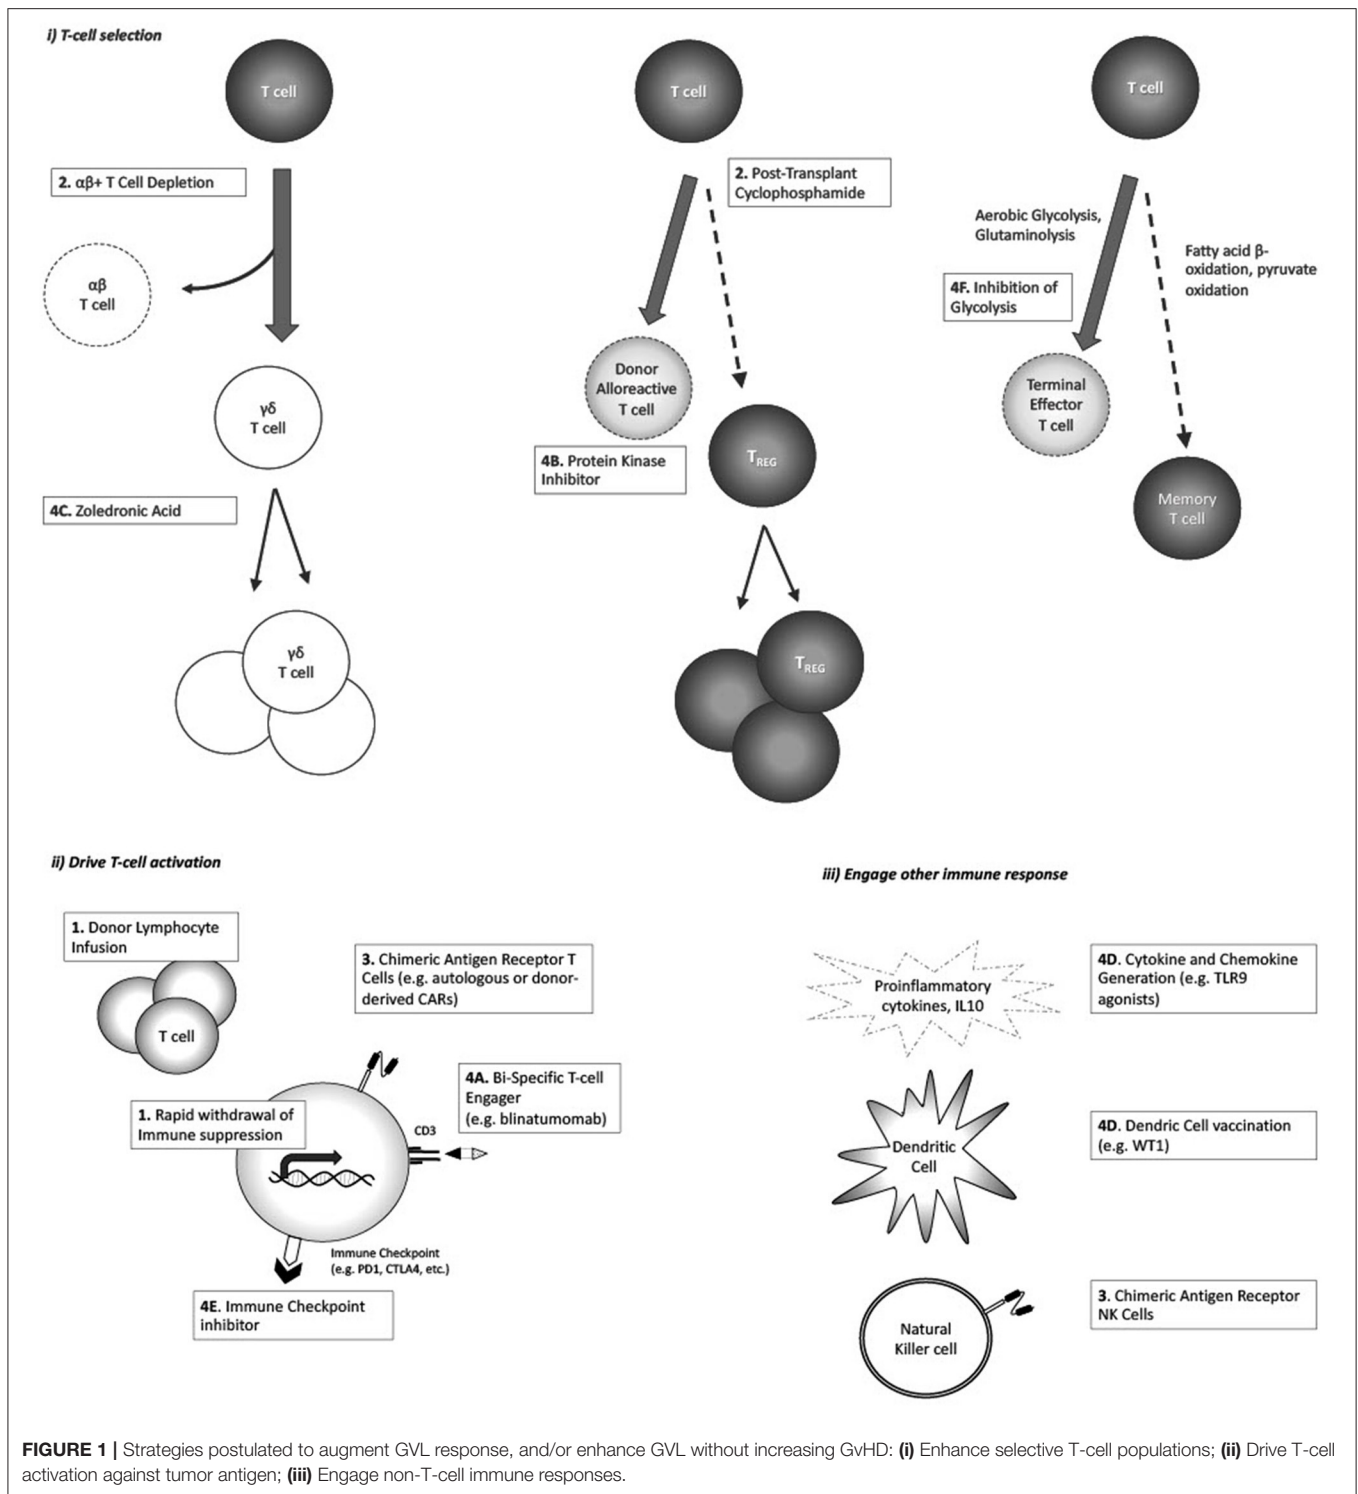 i) T-cell selection
T cell
2. αβ+ T Cell Depletion
αβ
T cell
γδ
T cell
4C. Zoledronic Acid
γδ
T cell
T cell
2. Post-Transplant
Cyclophosphamide
Donor
Alloreactive
T cell
4B. Protein Kinase
Inhibitor
TREG
TREG
T cell
Aerobic Glycolysis,
Glutaminolysis
Fatty acid β-
oxidation, pyruvate
oxidation
4F. Inhibition of
Glycolysis
Terminal
Effector
T cell
Memory
T cell
ii) Drive T-cell activation
1. Donor Lymphocyte
Infusion
T cell
3. Chimeric Antigen Receptor T
Cells (e.g. autologous or donor-
derived CARs)
1. Rapid withdrawal of
Immune suppression
CD3
4A. Bi-Specific T-cell
Engager
(e.g. blinatumomab)
Immune Checkpoint
(e.g. PD1, CTLA4, etc.)
4E. Immune Checkpoint
inhibitor
iii) Engage other immune response
Proinflammatory
cytokines, IL10
4D. Cytokine and Chemokine
Generation (e.g. TLR9
agonists)
Dendritic
Cell
4D. Dendric Cell vaccination
(e.g. WT1)
Natural
Killer cell
3. Chimeric Antigen Receptor
NK Cells
FIGURE 1 | Strategies postulated to augment GVL response, and/or enhance GVL without increasing GvHD: (i) Enhance selective T-cell populations; (ii) Drive T-cell
activation against tumor antigen; (iii) Engage non-T-cell immune responses.